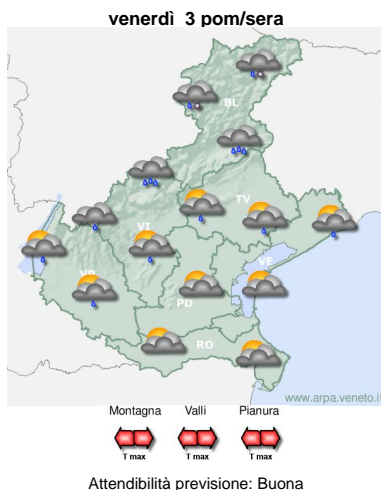 venerdì 3 pom/sera
BL
TV
VI
VR
VE
PD
RO
www.arpa.veneto.it
Montagna Valli Pianura
T max T max T max
Attendibilità previsione: Buona